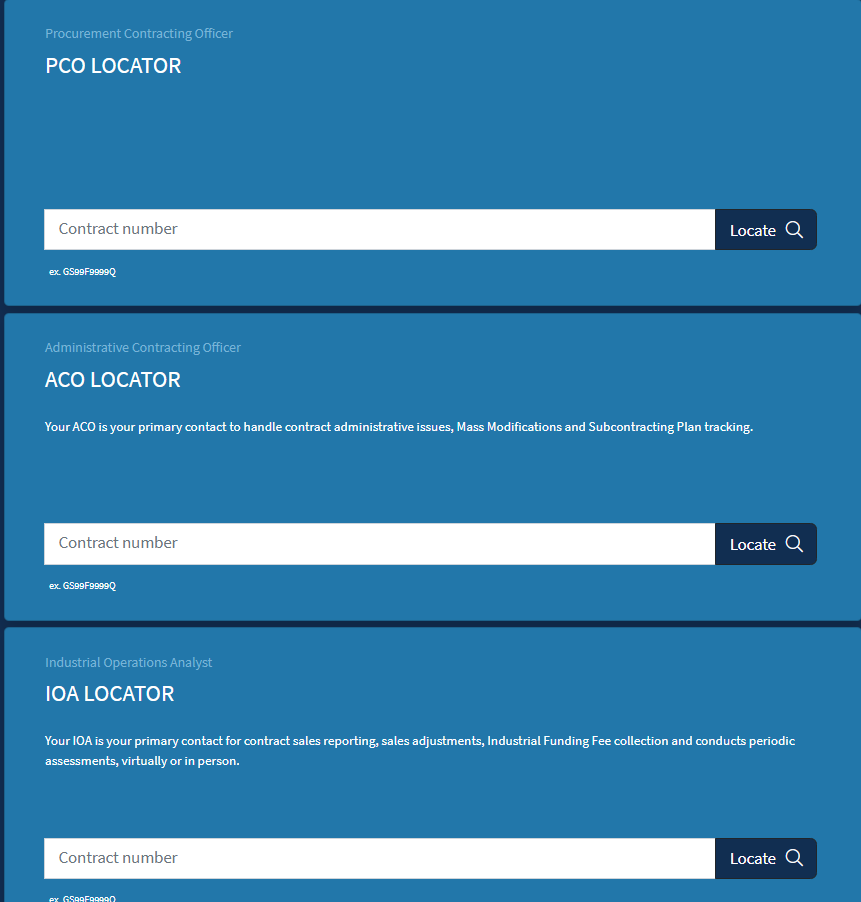 Procurement Contracting Officer
PCO LOCATOR
Contract number
Locate
ex. GS99F9999Q
Administrative Contracting Officer
ACO LOCATOR
Your ACO is your primary contact to handle contract administrative issues, Mass Modifications and Subcontracting Plan tracking.
Contract number
Locate
ex. GS99F9999Q
Industrial Operations Analyst
IOA LOCATOR
Your IOA is your primary contact for contract sales reporting, sales adjustments, Industrial Funding Fee collection and conducts periodic
assessments, virtually or in person.
Contract number
Locate
ex. GS99F9999Q